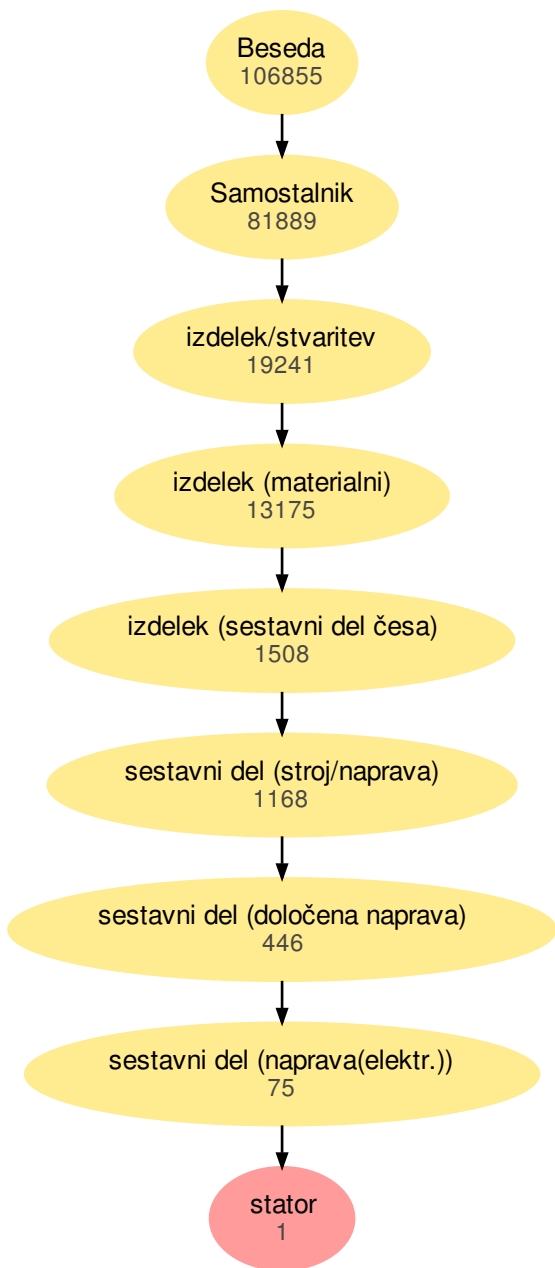 Beseda
106855
Samostalnik
81889
izdelek/stvaritev
19241
izdelek (materialni)
13175
izdelek (sestavni del česa)
1508
sestavni del (stroj/naprava)
1168
sestavni del (določena naprava)
446
sestavni del (naprava(elektr.))
75
stator
1